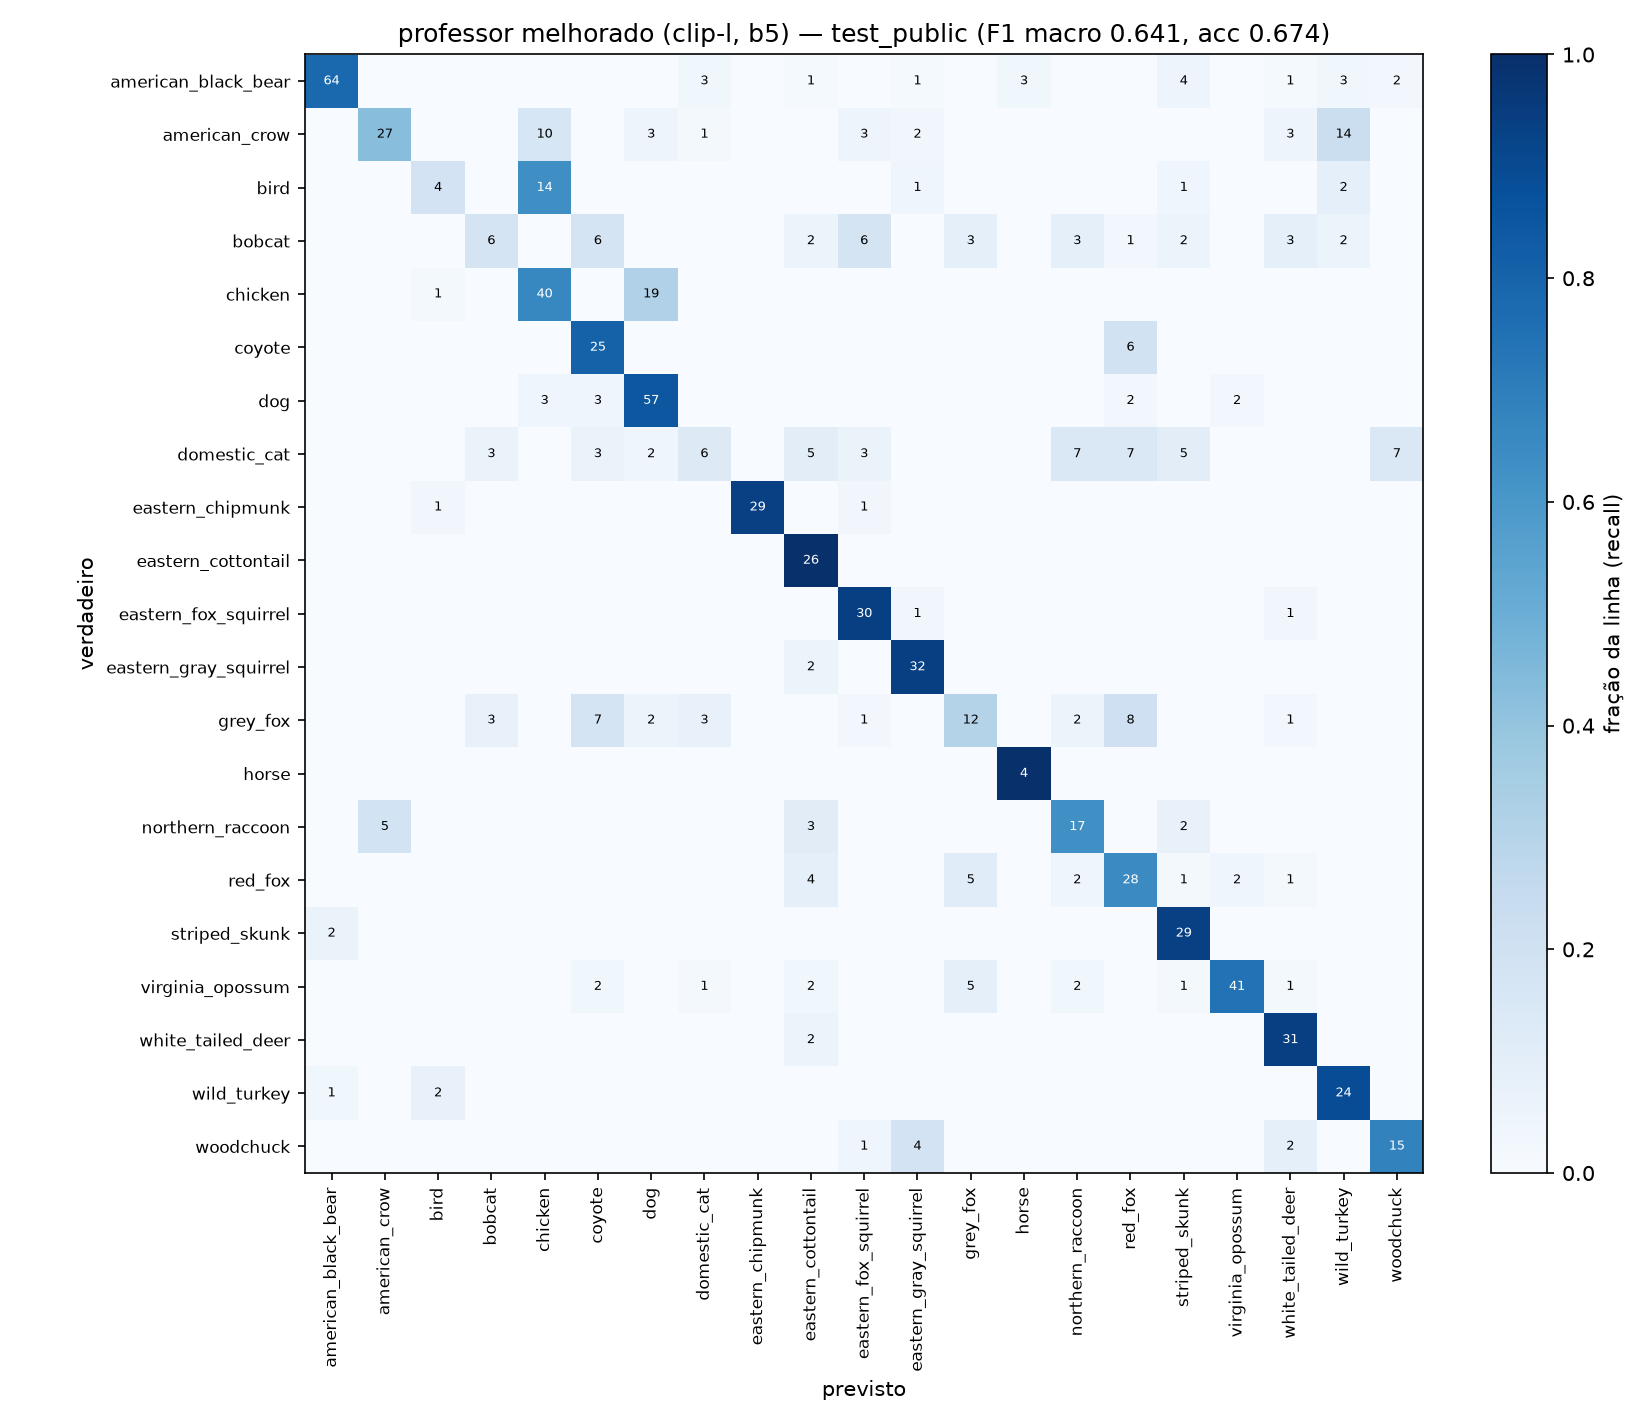 professor melhorado (clip-l, b5) — test_public (F1 macro 0.641, acc 0.674)
american_black_bear 64 3 1 1 3 4 1 3 2
american_crow 27 10 3 1 3 2 3 14
bird 4 14 1 1 2
bobcat 6 6 2 6 3 3 1 2 3 2
chicken 1 40 19
coyote 25 6
dog 3 3 57 2 2
domestic_cat 3 3 2 6 5 3 7 7 5 7
eastern_chipmunk 1 29 1
eastern_cottontail 26
eastern_fox_squirrel 30 1 1
eastern_gray_squirrel 2 32
grey_fox 3 7 2 3 1 12 2 8 1
horse 4
northern_raccoon 5 3 17 2
red_fox 4 5 2 28 1 2 1
striped_skunk 2 29
virginia_opossum 2 1 2 5 2 1 41 1
white_tailed_deer 2 31
wild_turkey 1 2 24
woodchuck 1 4 2 15
verdadeiro
american_black_bear
american_crow
bird
bobcat
chicken
coyote
dog
domestic_cat
eastern_chipmunk
eastern_cottontail
eastern_fox_squirrel
eastern_gray_squirrel
grey_fox
horse
northern_raccoon
red_fox
striped_skunk
virginia_opossum
white_tailed_deer
wild_turkey
woodchuck
previsto
1.0
0.8
0.6
0.4
0.2
0.0
fração da linha (recall)